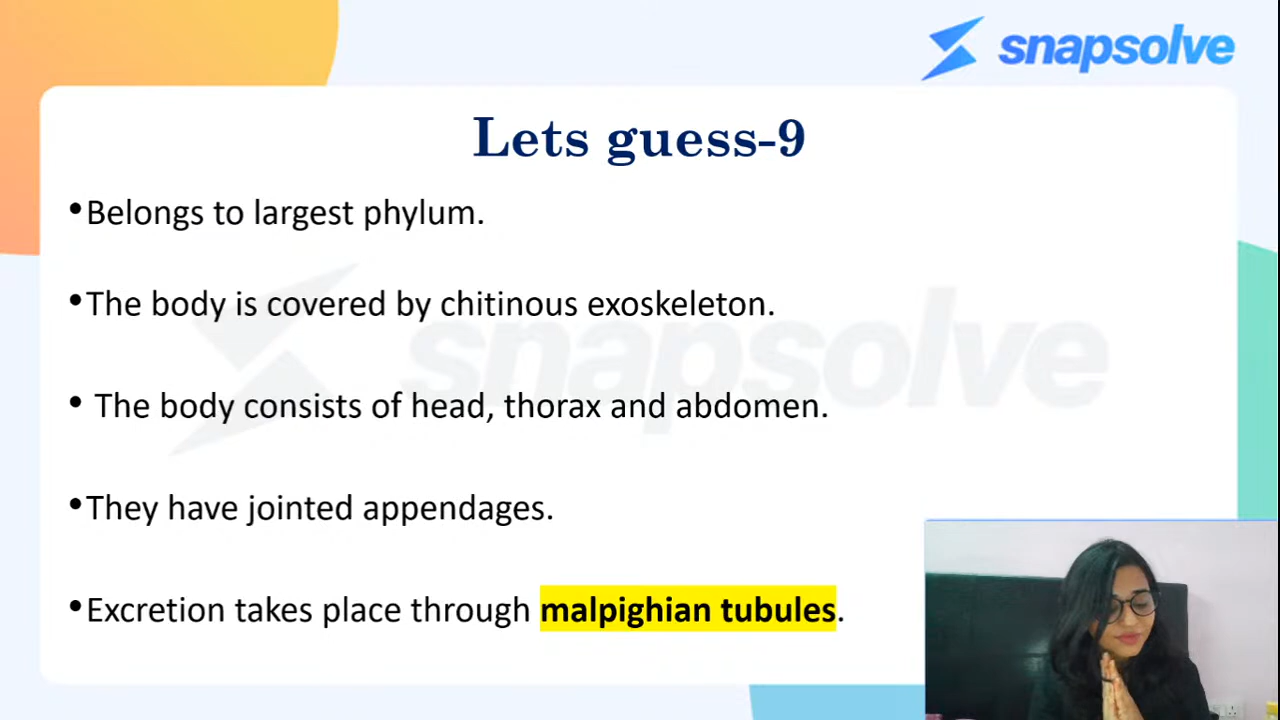 snapsolve
Lets guess-9
•Belongs to largest phylum.
•The body is covered by chitinous exoskeleton.
snapsolve
• The body consists of head, thorax and abdomen.
•They have jointed appendages.
•Excretion takes place through malpighian tubules.